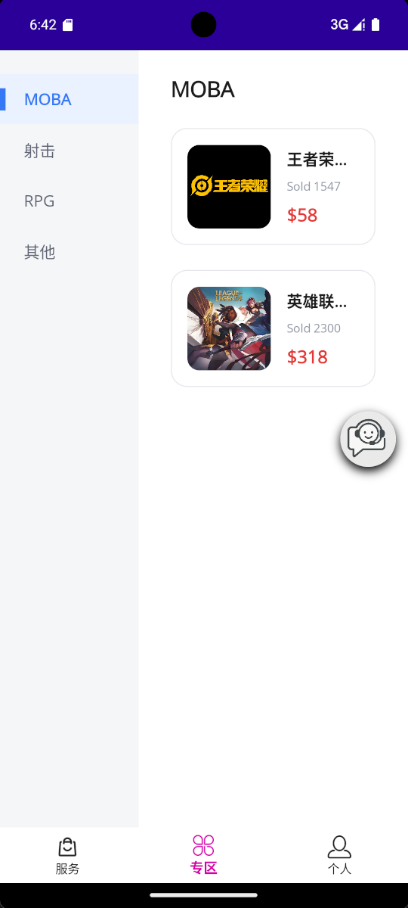 6:42
3G
MOBA
射击
RPG
其他
MOBA
王者荣耀
王者荣...
Sold 1547
$58
LEAGUE OF
LEGENDS
英雄联...
Sold 2300
$318
服务
专区
个人